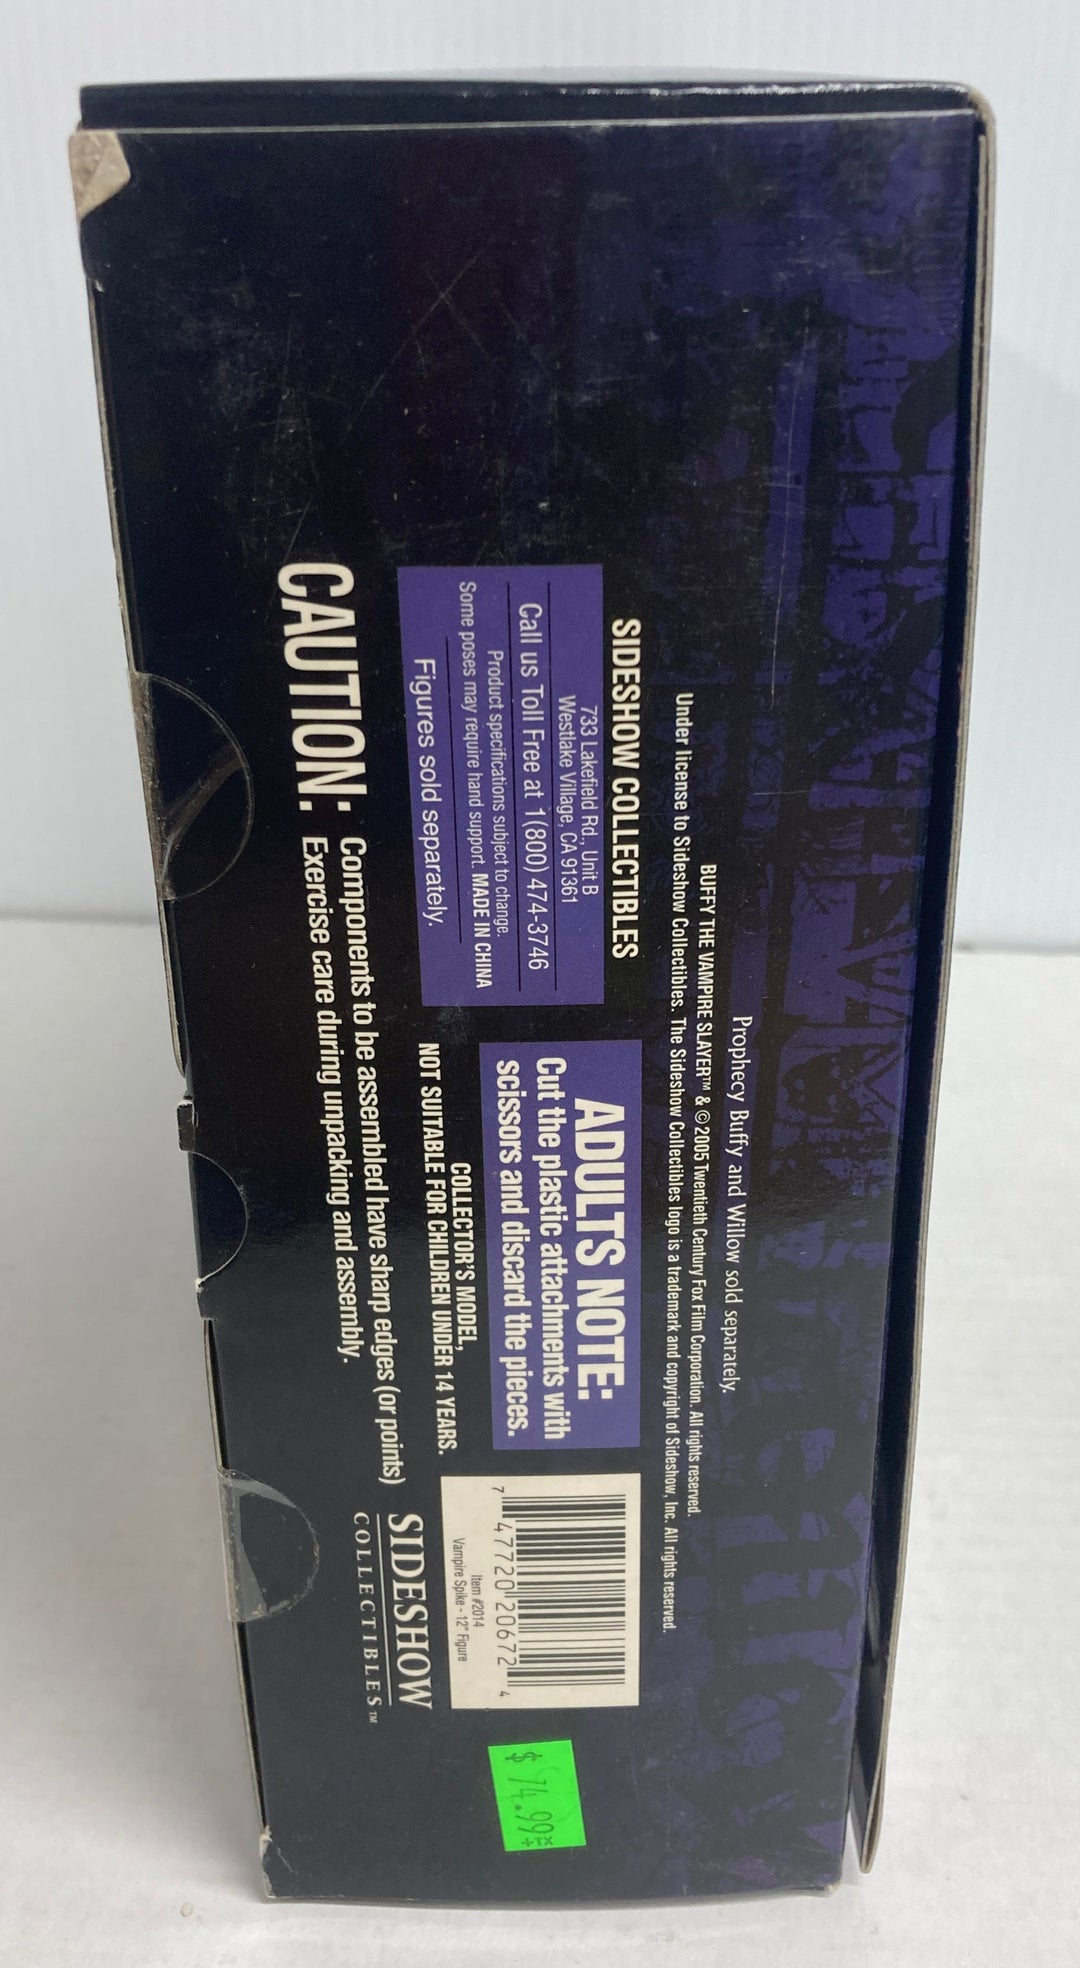 Prophecy Buffy and Willow sold separately.
BUFFY THE VAMPIRE SLAYER™ & © 2005 Twentieth Century Fox Film Corporation. All rights reserved.
Under license to Sideshow Collectibles. The Sideshow Collectibles logo is a trademark and copyright of Sideshow, Inc. All rights reserved.
SIDESHOW COLLECTIBLES
733 Lakefield Rd., Unit B
Westlake Village, CA 91361
Call us Toll Free at 1(800) 474-3746
Product specifications subject to change.
Some poses may require hand support. MADE IN CHINA
Figures sold separately.
ADULTS NOTE:
Cut the plastic attachments with
scissors and discard the pieces.
COLLECTOR'S MODEL,
NOT SUITABLE FOR CHILDREN UNDER 14 YEARS.
7 47720 20672 4
Item #2014
Vampire Spike - 12" Figure
CAUTION: Components to be assembled have sharp edges (or points)
Exercise care during unpacking and assembly.
SIDESHOW
COLLECTIBLES™
$ 74.99